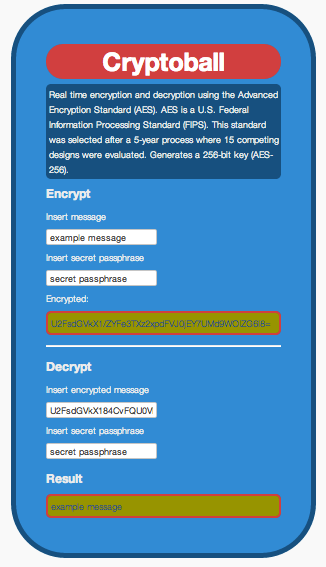 Cryptoball
Real time encryption and decryption using the Advanced
Encryption Standard (AES). AES is a U.S. Federal
Information Processing Standard (FIPS). This standard
was selected after a 5-year process where 15 competing
designs were evaluated. Generates a 256-bit key (AES-
256).
Encrypt
Insert message
example message
Insert secret passphrase
secret passphrase
Encrypted:
Decrypt
Insert encrypted message
Insert secret passphrase
secret passphrase
Result
example message